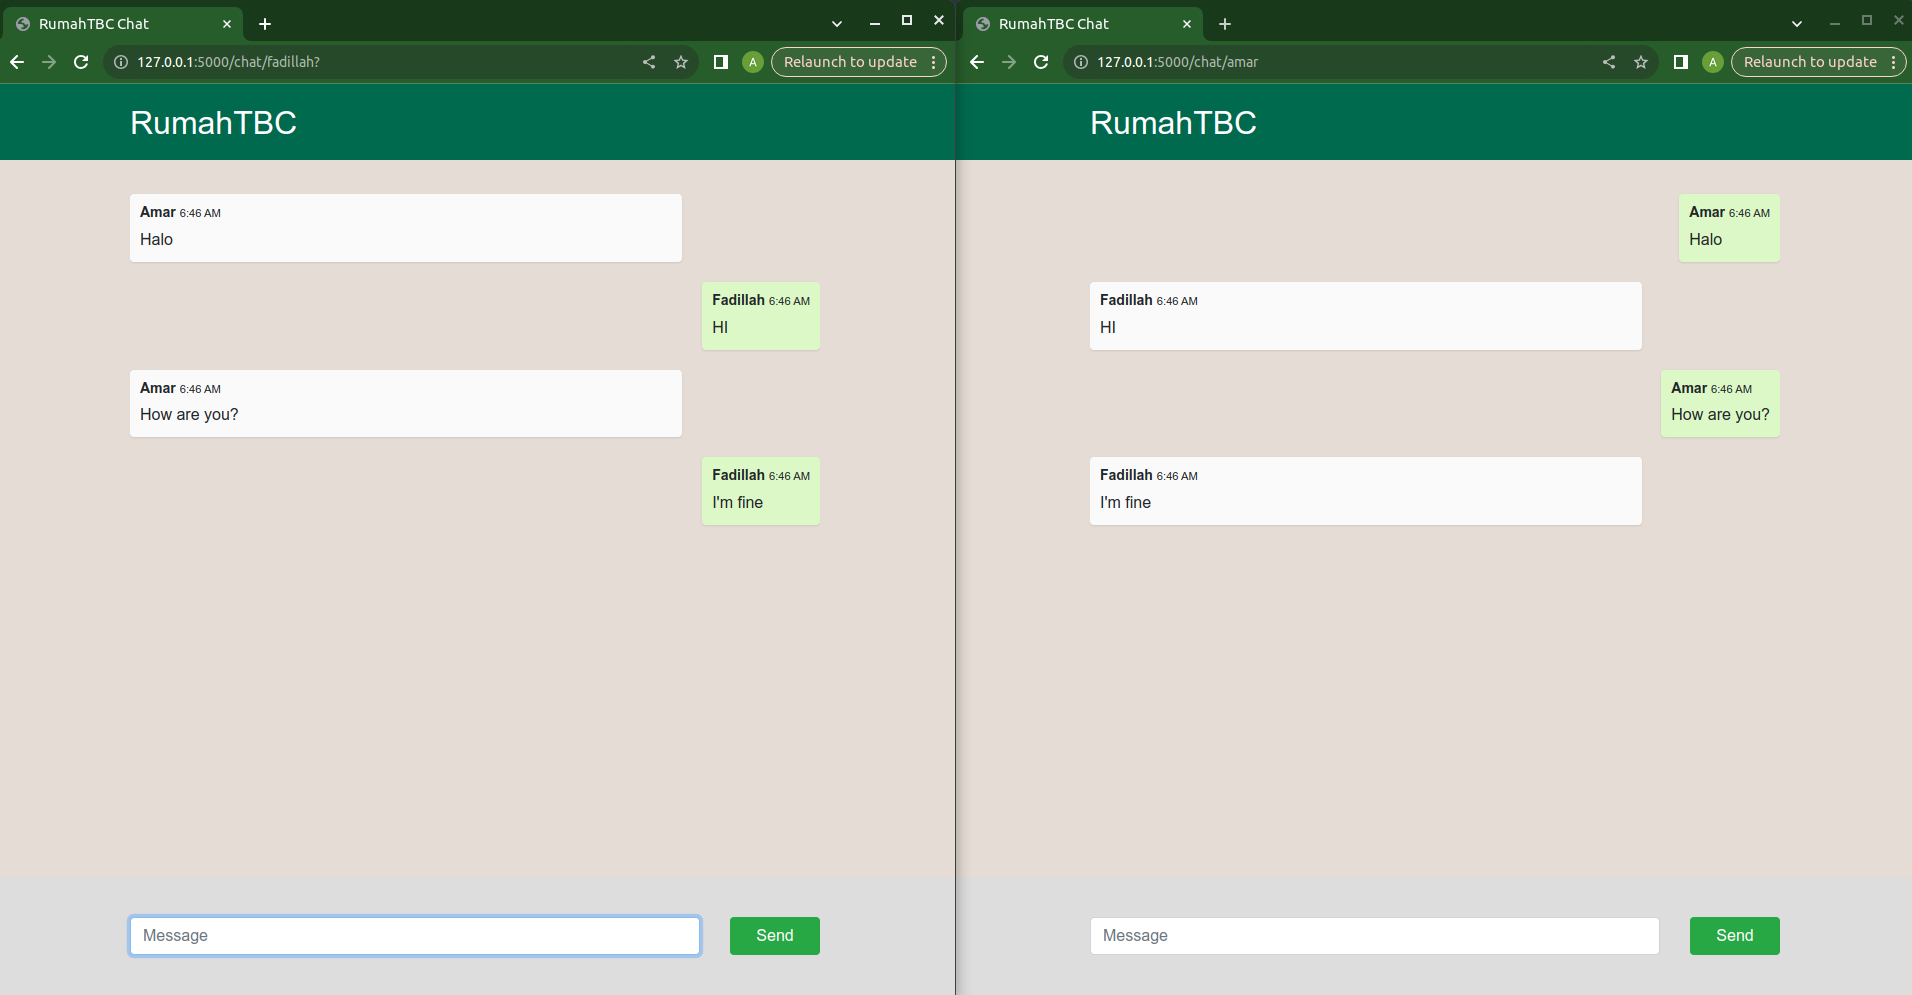 RumahTBC Chat
127.0.0.1:5000/chat/fadillah?
A
Relaunch to update
RumahTBC
Amar 6:46 AM
Halo
Fadillah 6:46 AM
HI
Amar 6:46 AM
How are you?
Fadillah 6:46 AM
I'm fine
Message
Send
RumahTBC Chat
127.0.0.1:5000/chat/amar
A
Relaunch to update
RumahTBC
Amar 6:46 AM
Halo
Fadillah 6:46 AM
HI
Amar 6:46 AM
How are you?
Fadillah 6:46 AM
I'm fine
Message
Send